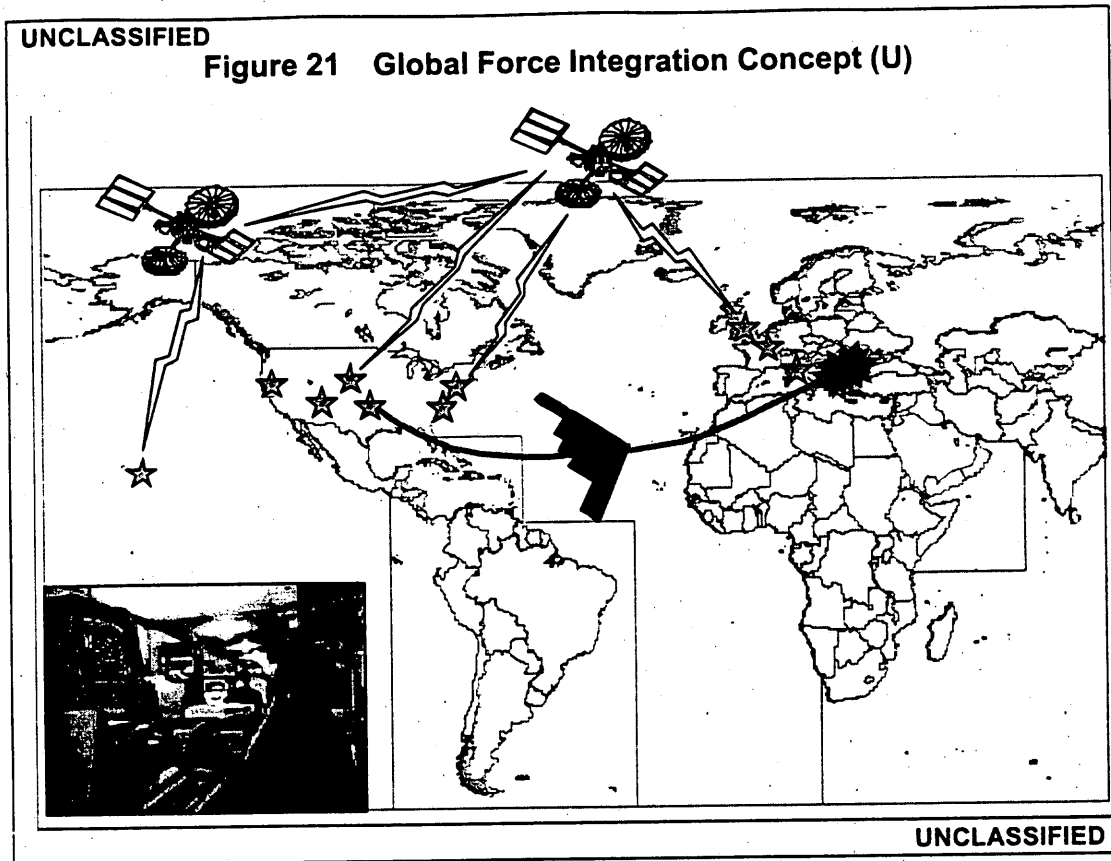 UNCLASSIFIED
Figure 21 Global Force Integration Concept (U)
UNCLASSIFIED